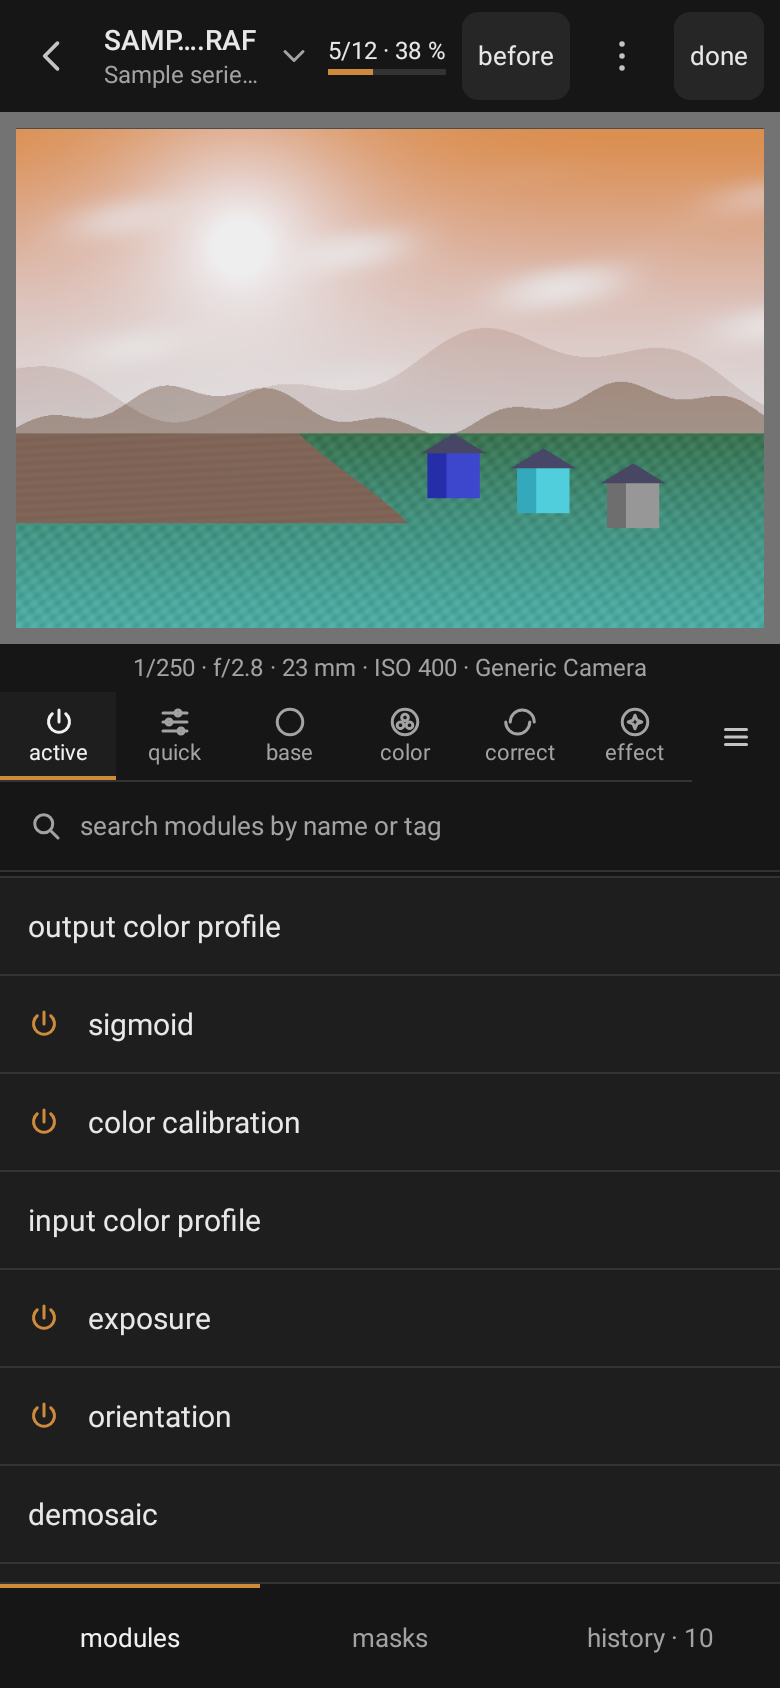 SAMP....RAF
Sample serie...
5/12 · 38 %
before
done
1/250 · f/2.8 · 23 mm · ISO 400 · Generic Camera
active
quick
base
color
correct
effect
search modules by name or tag
output color profile
sigmoid
color calibration
input color profile
exposure
orientation
demosaic
modules
masks
history · 10